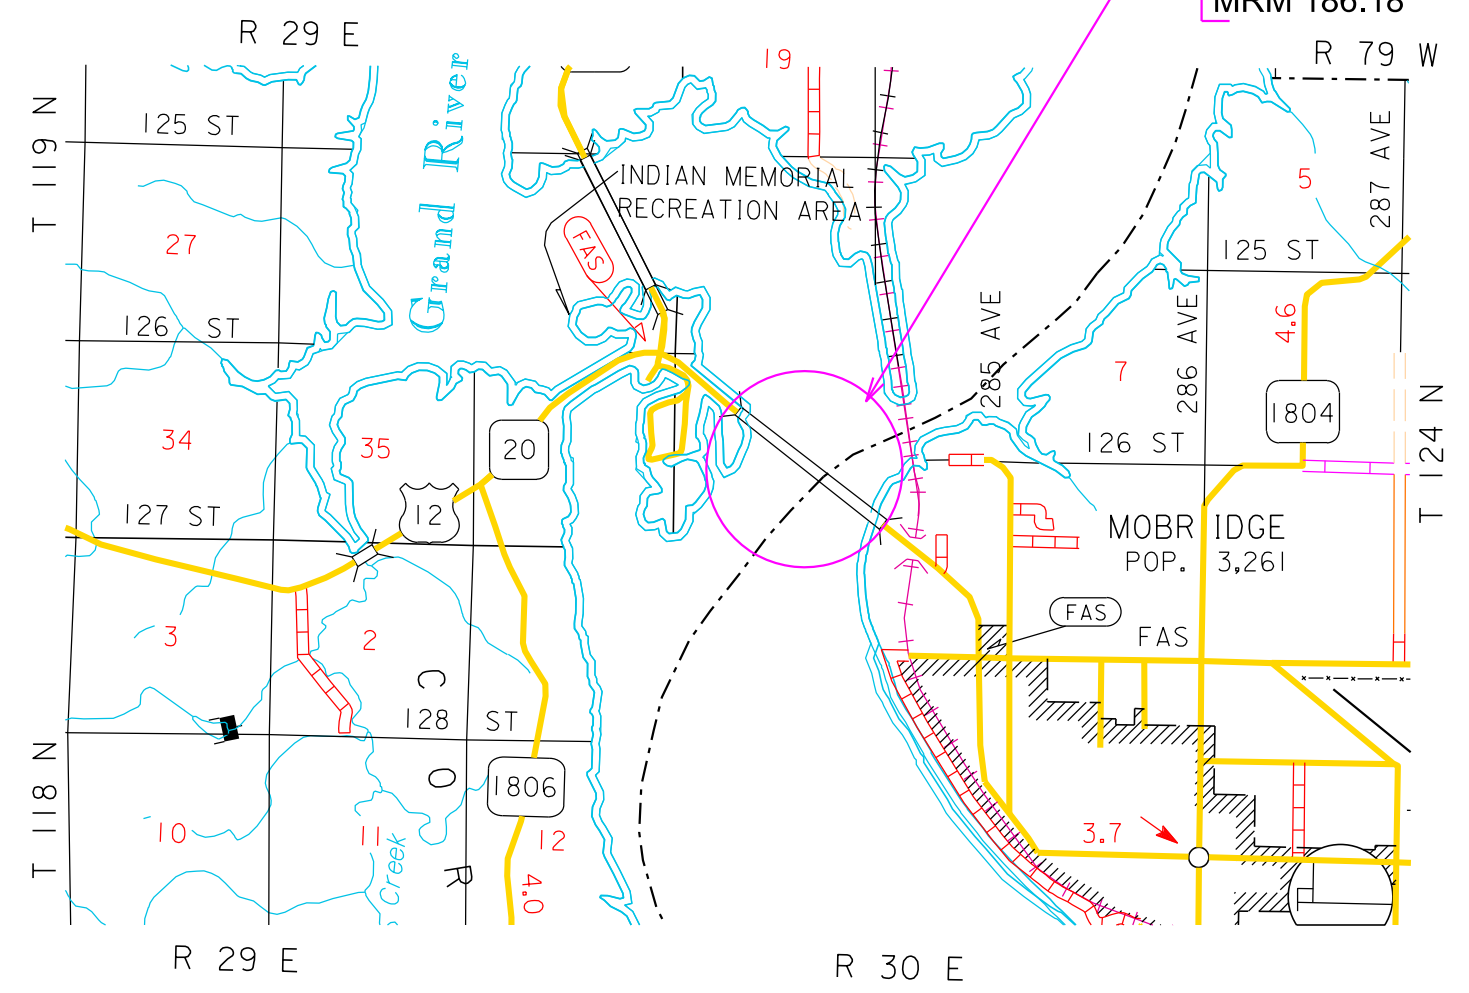 MRM 186.18
R 29 E
R 79 W
19
T 119 N
125 ST
Grand River
INDIAN MEMORIAL
RECREATION AREA
287 AVE
5
27
FAS
125 ST
126 ST
285 AVE
286 AVE
4.6
7
1804
34
35
20
126 ST
T 124 N
12
127 ST
MOBRIDGE
POP. 3,261
FAS
FAS
3
2
CO
R
128 ST
T 118 N
1806
10
11
12
3.7
Creek
4.0
R 29 E
R 30 E